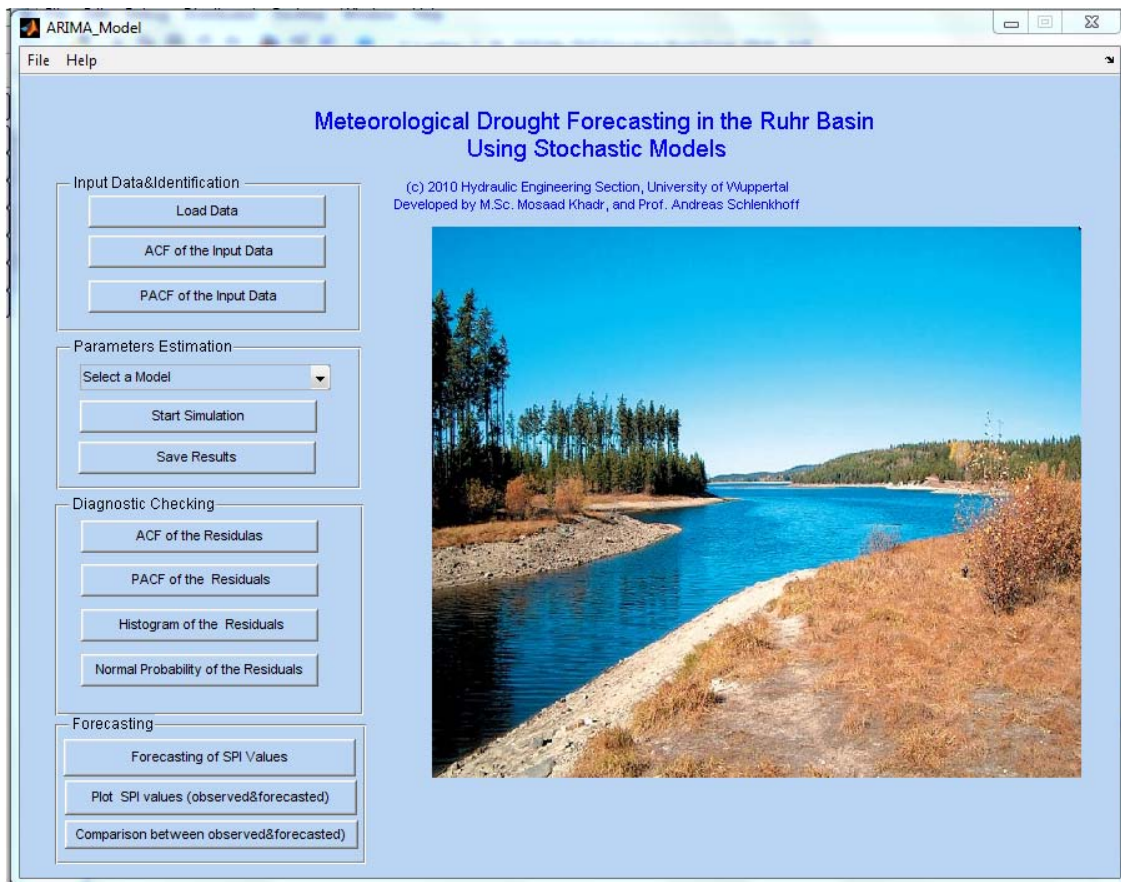 ARIMA_Model
File Help
Meteorological Drought Forecasting in the Ruhr Basin
Using Stochastic Models
(c) 2010 Hydraulic Engineering Section, University of Wuppertal
Developed by M.Sc. Mosaad Khadr, and Prof. Andreas Schlenkhoff
Input Data&Identification
Load Data
ACF of the Input Data
PACF of the Input Data
Parameters Estimation
Select a Model
Start Simulation
Save Results
Diagnostic Checking
ACF of the Residulas
PACF of the Residuals
Histogram of the Residuals
Normal Probability of the Residuals
Forecasting
Forecasting of SPI Values
Plot SPI values (observed&forecasted)
Comparison between observed&forecasted)